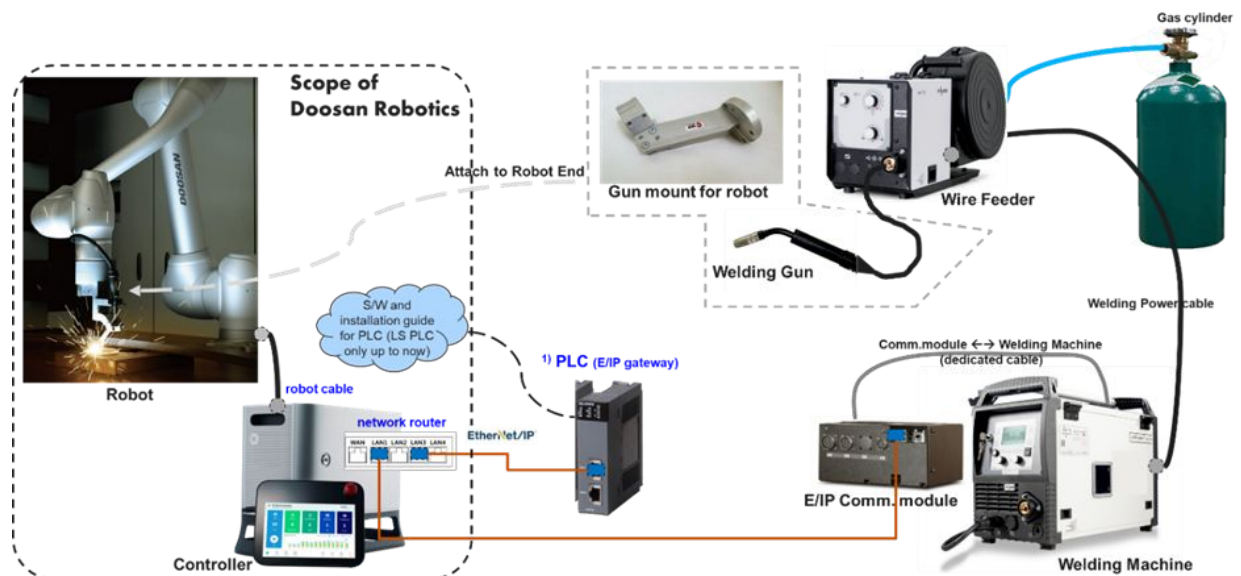 Gas cylinder
Scope of
Doosan Robotics
DOOSAN
Attach to Robot End
Gun mount for robot
Wire Feeder
Welding Gun
S/W and
installation guide
for PLC (LS PLC
only up to now)
1) PLC (E/IP gateway)
Welding Power cable
Comm.module ←→ Welding Machine
(dedicated cable)
robot cable
Robot
network router
WAN LAN1 LAN2 LAN3 LAN4
EtherNet/IP
E/IP Comm. module
Controller
Welding Machine